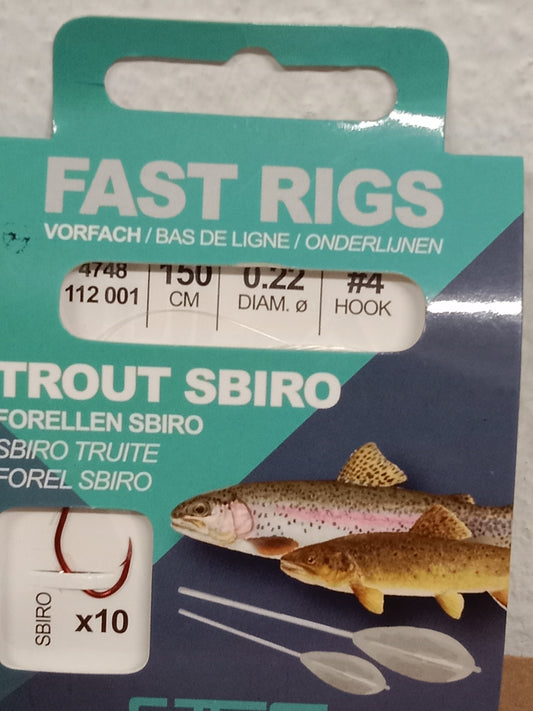 FAST RIGS
VORFACH / BAS DE LIGNE / ONDERLIJNEN
4748 150 0.22 #4
112 001 CM DIAM. ø HOOK
TROUT SBIRO
FORELLEN SBIRO
SBIRO TRUITE
FOREL SBIRO
SBIRO
x10